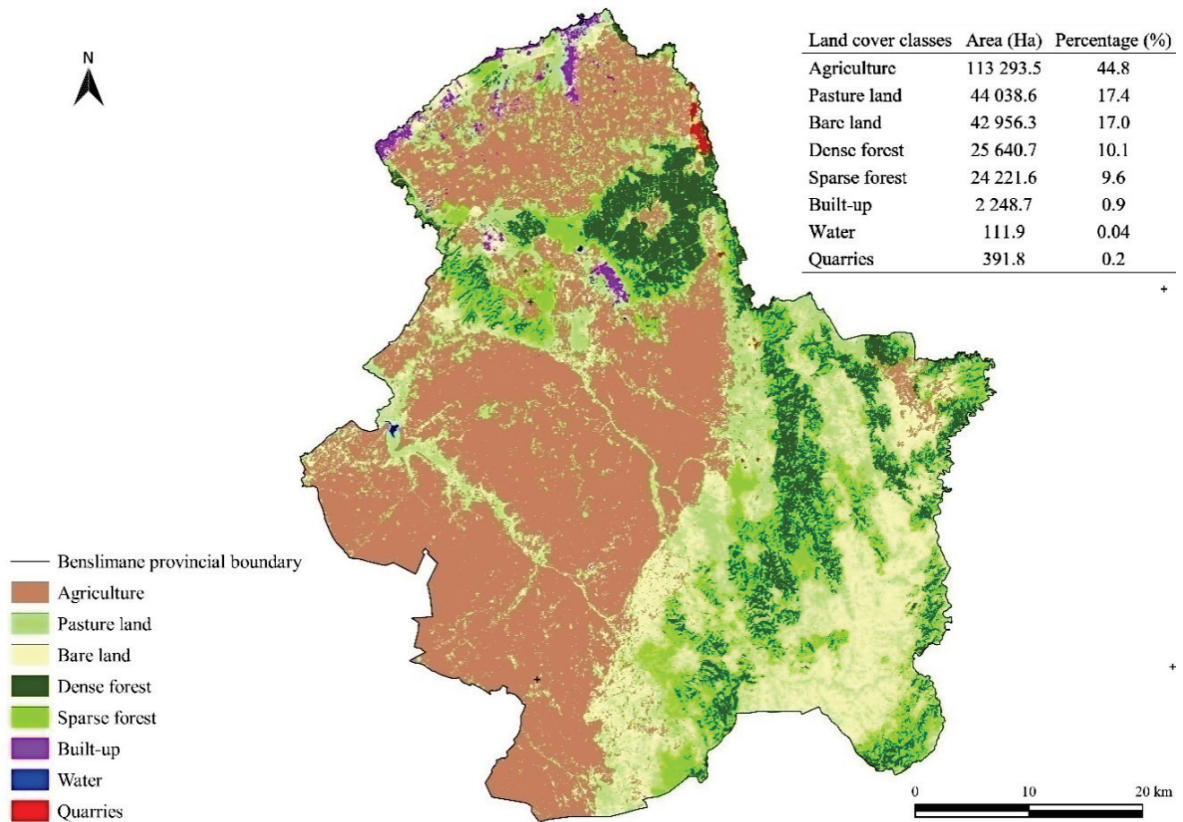 N
Land cover classes Area (Ha) Percentage (%)
Agriculture 113 293.5 44.8
Pasture land 44 038.6 17.4
Bare land 42 956.3 17.0
Dense forest 25 640.7 10.1
Sparse forest 24 221.6 9.6
Built-up 2 248.7 0.9
Water 111.9 0.04
Quarries 391.8 0.2
Benslimane provincial boundary
Agriculture
Pasture land
Bare land
Dense forest
Sparse forest
Built-up
Water
Quarries
0 10 20 km